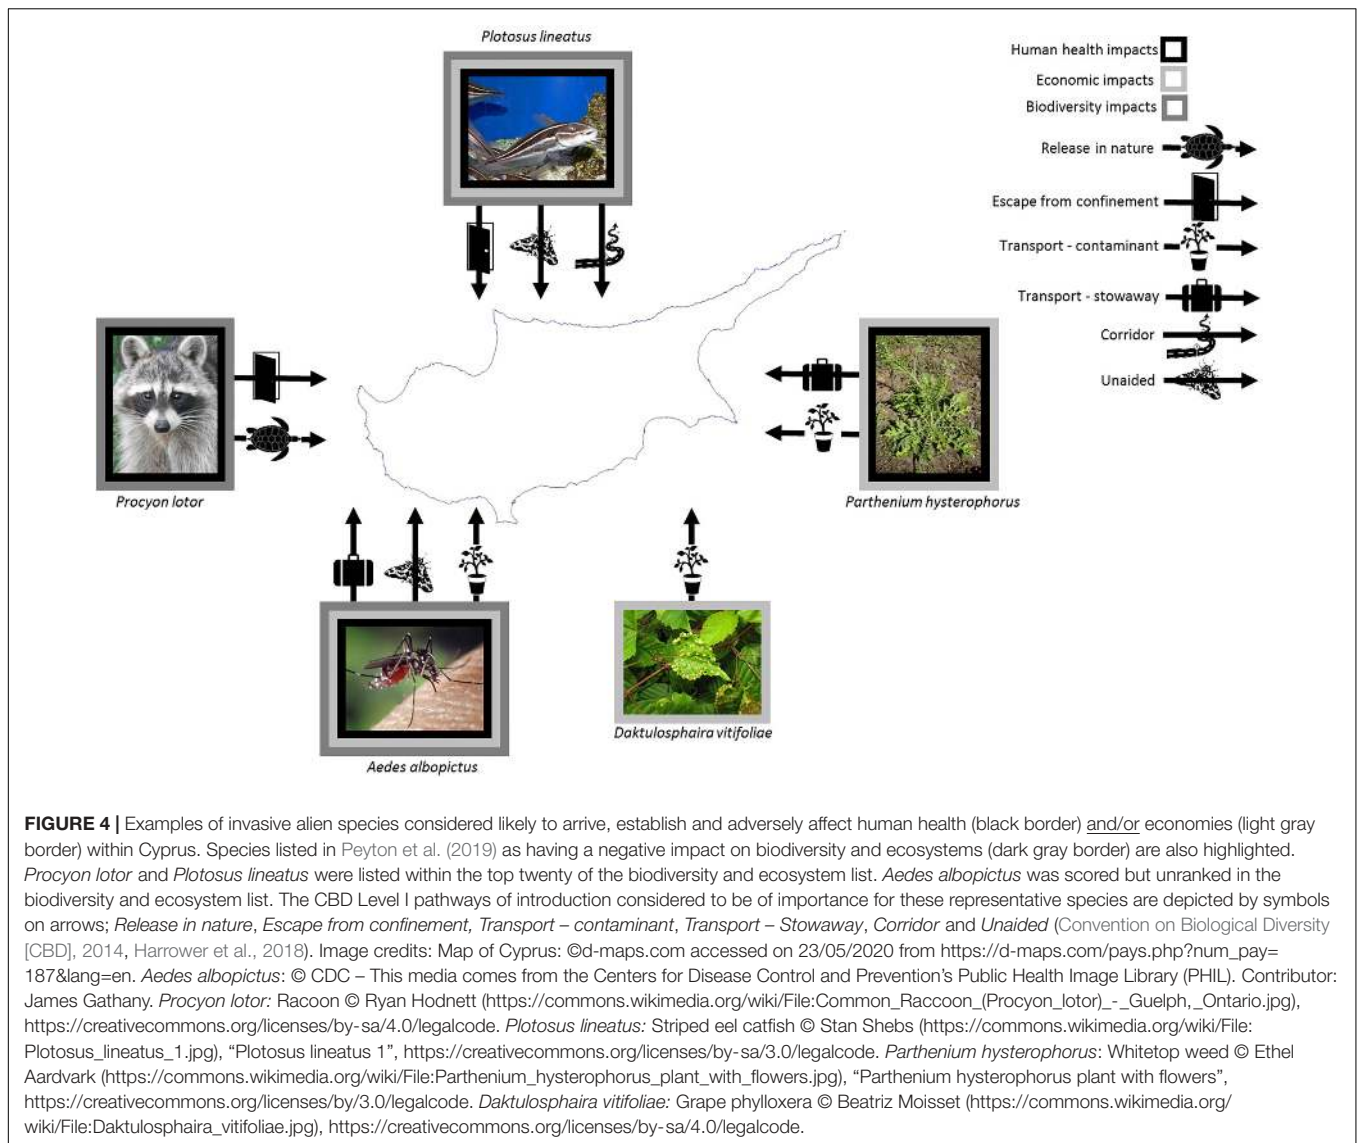 Plotosus lineatus
Human health impacts
Economic impacts
Biodiversity impacts
Release in nature
Escape from confinement
Transport - contaminant
Transport - stowaway
Corridor
Unaided
Procyon lotor
Parthenium hysterophorus
Aedes albopictus
Daktulosphaira vitifoliae
FIGURE 4 | Examples of invasive alien species considered likely to arrive, establish and adversely affect human health (black border) and/or economies (light gray
border) within Cyprus. Species listed in Peyton et al. (2019) as having a negative impact on biodiversity and ecosystems (dark gray border) are also highlighted.
Procyon lotor and Plotosus lineatus were listed within the top twenty of the biodiversity and ecosystem list. Aedes albopictus was scored but unranked in the
biodiversity and ecosystem list. The CBD Level I pathways of introduction considered to be of importance for these representative species are depicted by symbols
on arrows; Release in nature, Escape from confinement, Transport – contaminant, Transport – Stowaway, Corridor and Unaided (Convention on Biological Diversity
[CBD], 2014, Harrower et al., 2018). Image credits: Map of Cyprus: ©d-maps.com accessed on 23/05/2020 from https://d-maps.com/pays.php?num_pay=
187&lang=en. Aedes albopictus: © CDC – This media comes from the Centers for Disease Control and Prevention's Public Health Image Library (PHIL). Contributor:
James Gathany. Procyon lotor: Racoon © Ryan Hodnett (https://commons.wikimedia.org/wiki/File:Common_Raccoon_(Procyon_lotor)_-_Guelph,_Ontario.jpg),
https://creativecommons.org/licenses/by-sa/4.0/legalcode. Plotosus lineatus: Striped eel catfish © Stan Shebs (https://commons.wikimedia.org/wiki/File:
Plotosus_lineatus_1.jpg), “Plotosus lineatus 1”, https://creativecommons.org/licenses/by-sa/3.0/legalcode. Parthenium hysterophorus: Whitetop weed © Ethel
Aardvark (https://commons.wikimedia.org/wiki/File:Parthenium_hysterophorus_plant_with_flowers.jpg), “Parthenium hysterophorus plant with flowers”,
https://creativecommons.org/licenses/by/3.0/legalcode. Daktulosphaira vitifoliae: Grape phylloxera © Beatriz Moisset (https://commons.wikimedia.org/
wiki/File:Daktulosphaira_vitifoliae.jpg), https://creativecommons.org/licenses/by-sa/4.0/legalcode.